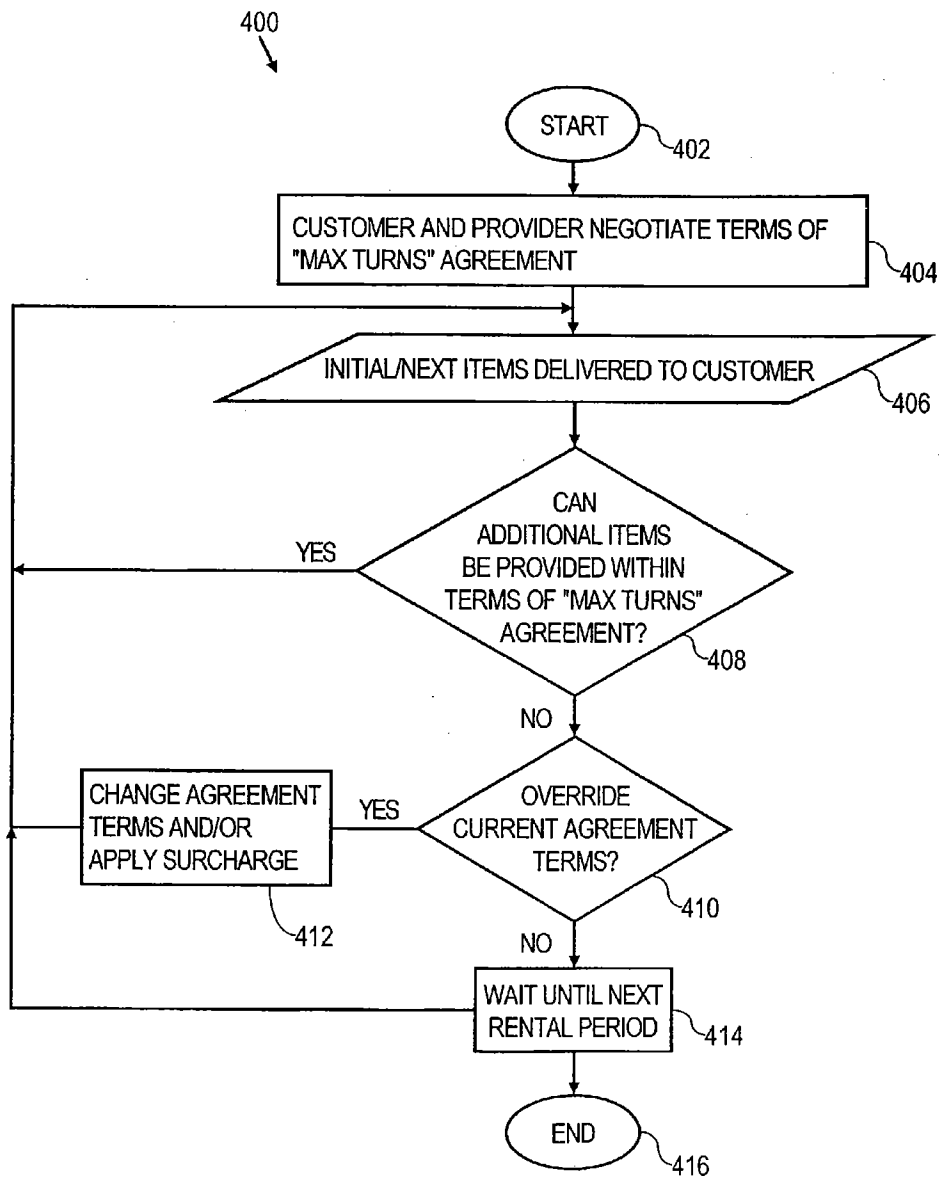 400
START
402
CUSTOMER AND PROVIDER NEGOTIATE TERMS OF
"MAX TURNS" AGREEMENT
404
INITIAL/NEXT ITEMS DELIVERED TO CUSTOMER
406
CAN
ADDITIONAL ITEMS
BE PROVIDED WITHIN
TERMS OF "MAX TURNS"
AGREEMENT?
YES
408
NO
OVERRIDE
CURRENT AGREEMENT
TERMS?
YES
410
CHANGE AGREEMENT
TERMS AND/OR
APPLY SURCHARGE
412
NO
WAIT UNTIL NEXT
RENTAL PERIOD
414
END
416